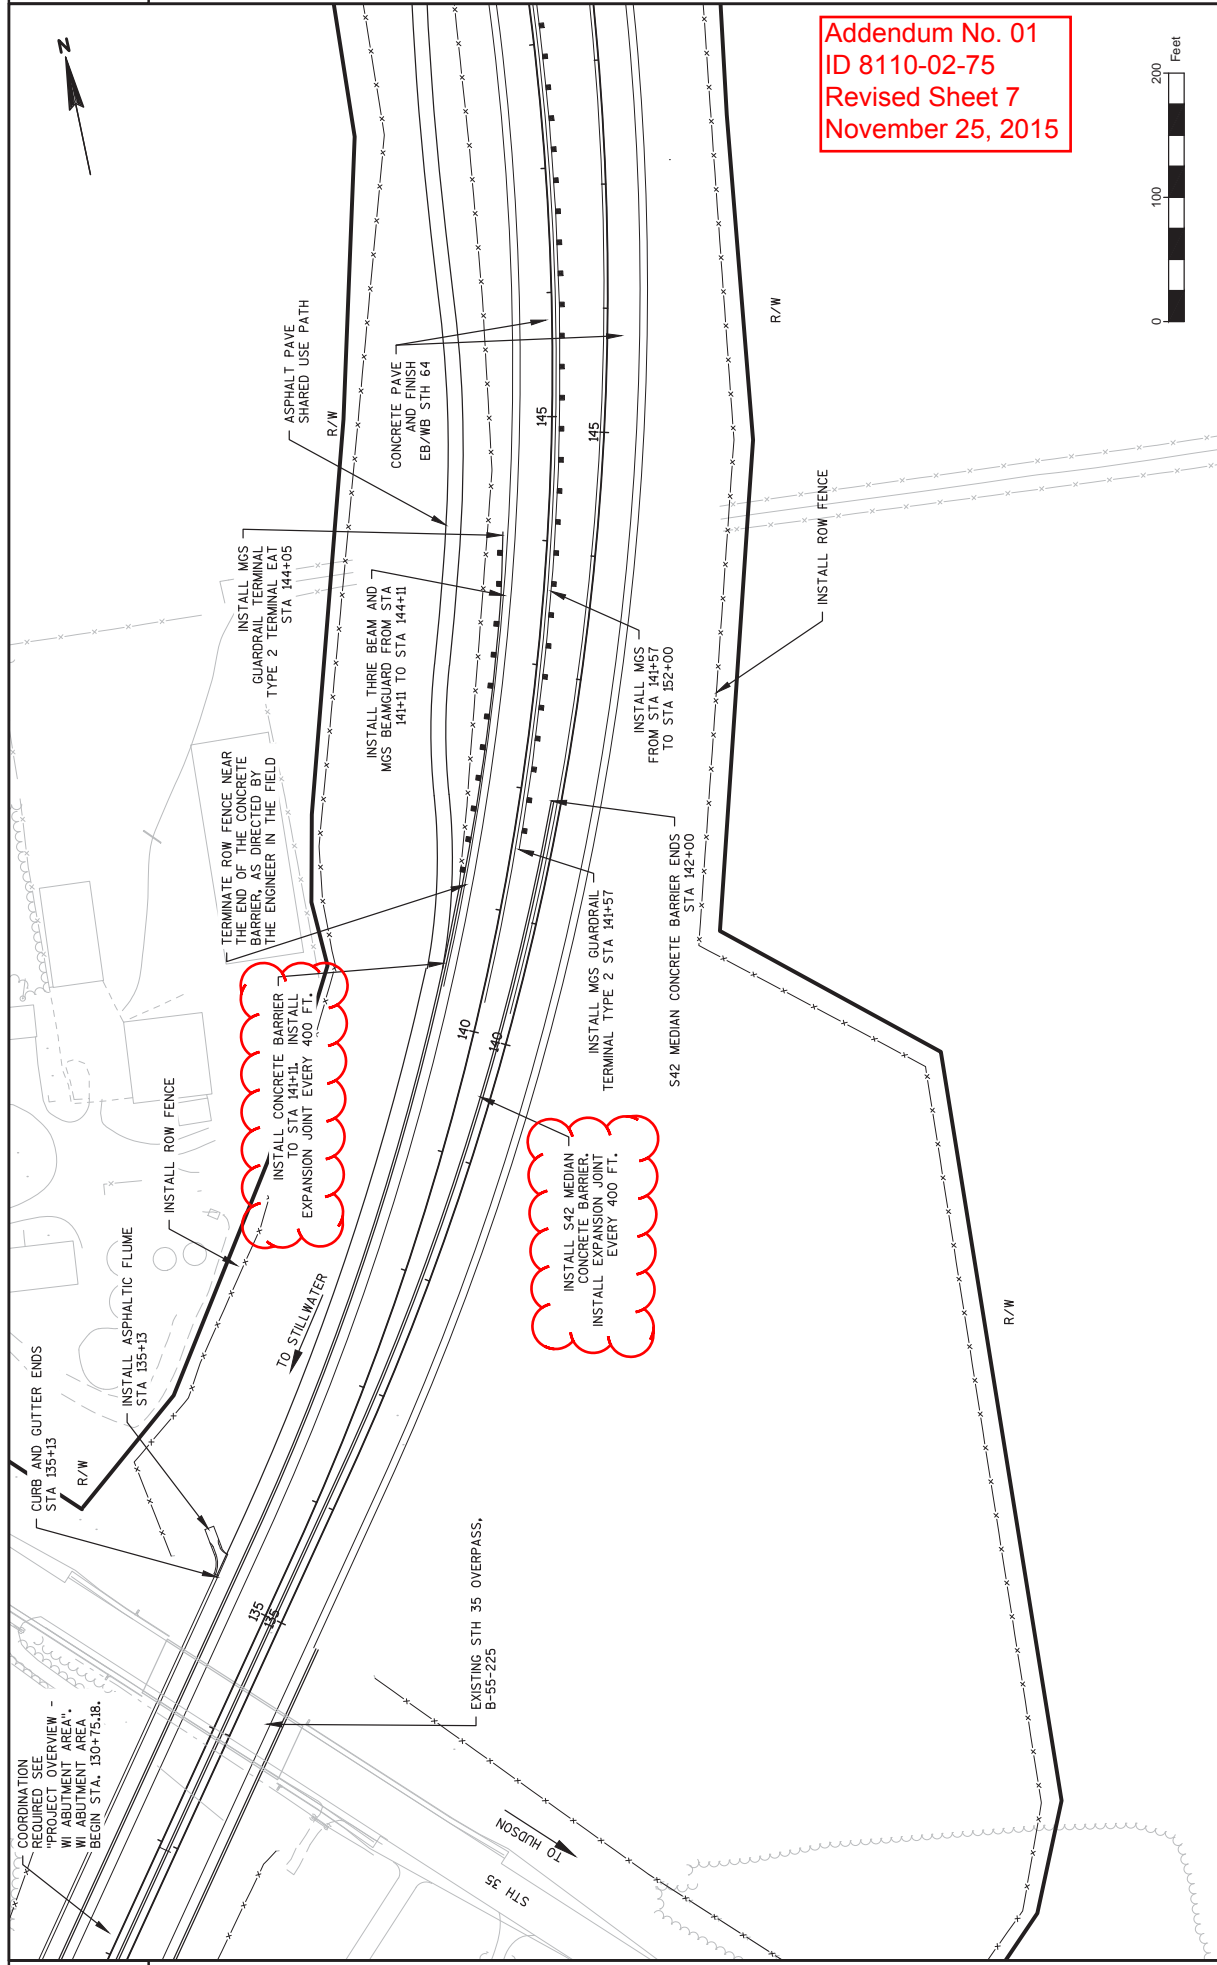 Addendum No. 01
ID 8110-02-75
Revised Sheet 7
November 25, 2015
N
0
100
200
Feet
COORDINATION
REQUIRED SEE
"PROJECT OVERVIEW -
WI ABUTMENT AREA".
WI ABUTMENT AREA
BEGIN STA. 130+75.18.
CURB AND GUTTER ENDS
STA 135+13
R/W
INSTALL ASPHALTIC FLUME
STA 135+13
INSTALL ROW FENCE
INSTALL CONCRETE BARRIER
TO STA 141+11. INSTALL
EXPANSION JOINT EVERY 400 FT.
TERMINATE ROW FENCE NEAR
THE END OF THE CONCRETE
BARRIER, AS DIRECTED BY
THE ENGINEER IN THE FIELD
INSTALL MGS
GUARDRAIL TERMINAL
TYPE 2 TERMINAL EAT
STA 144+05
ASPHALT PAVE
SHARED USE PATH
R/W
INSTALL THRIE BEAM AND
MGS BEAMGUARD FROM STA
141+11 TO STA 144+11
CONCRETE PAVE
AND FINISH
EB/WB STH 64
TO STILLWATER
135
135
140
140
145
145
EXISTING STH 35 OVERPASS,
B-55-225
STH 35
TO
HUDSON
INSTALL S42 MEDIAN
CONCRETE BARRIER.
INSTALL EXPANSION JOINT
EVERY 400 FT.
INSTALL MGS GUARDRAIL
TERMINAL TYPE 2 STA 141+57
S42 MEDIAN CONCRETE BARRIER ENDS
STA 142+00
INSTALL MGS
FROM STA 141+57
TO STA 152+00
INSTALL ROW FENCE
R/W
R/W